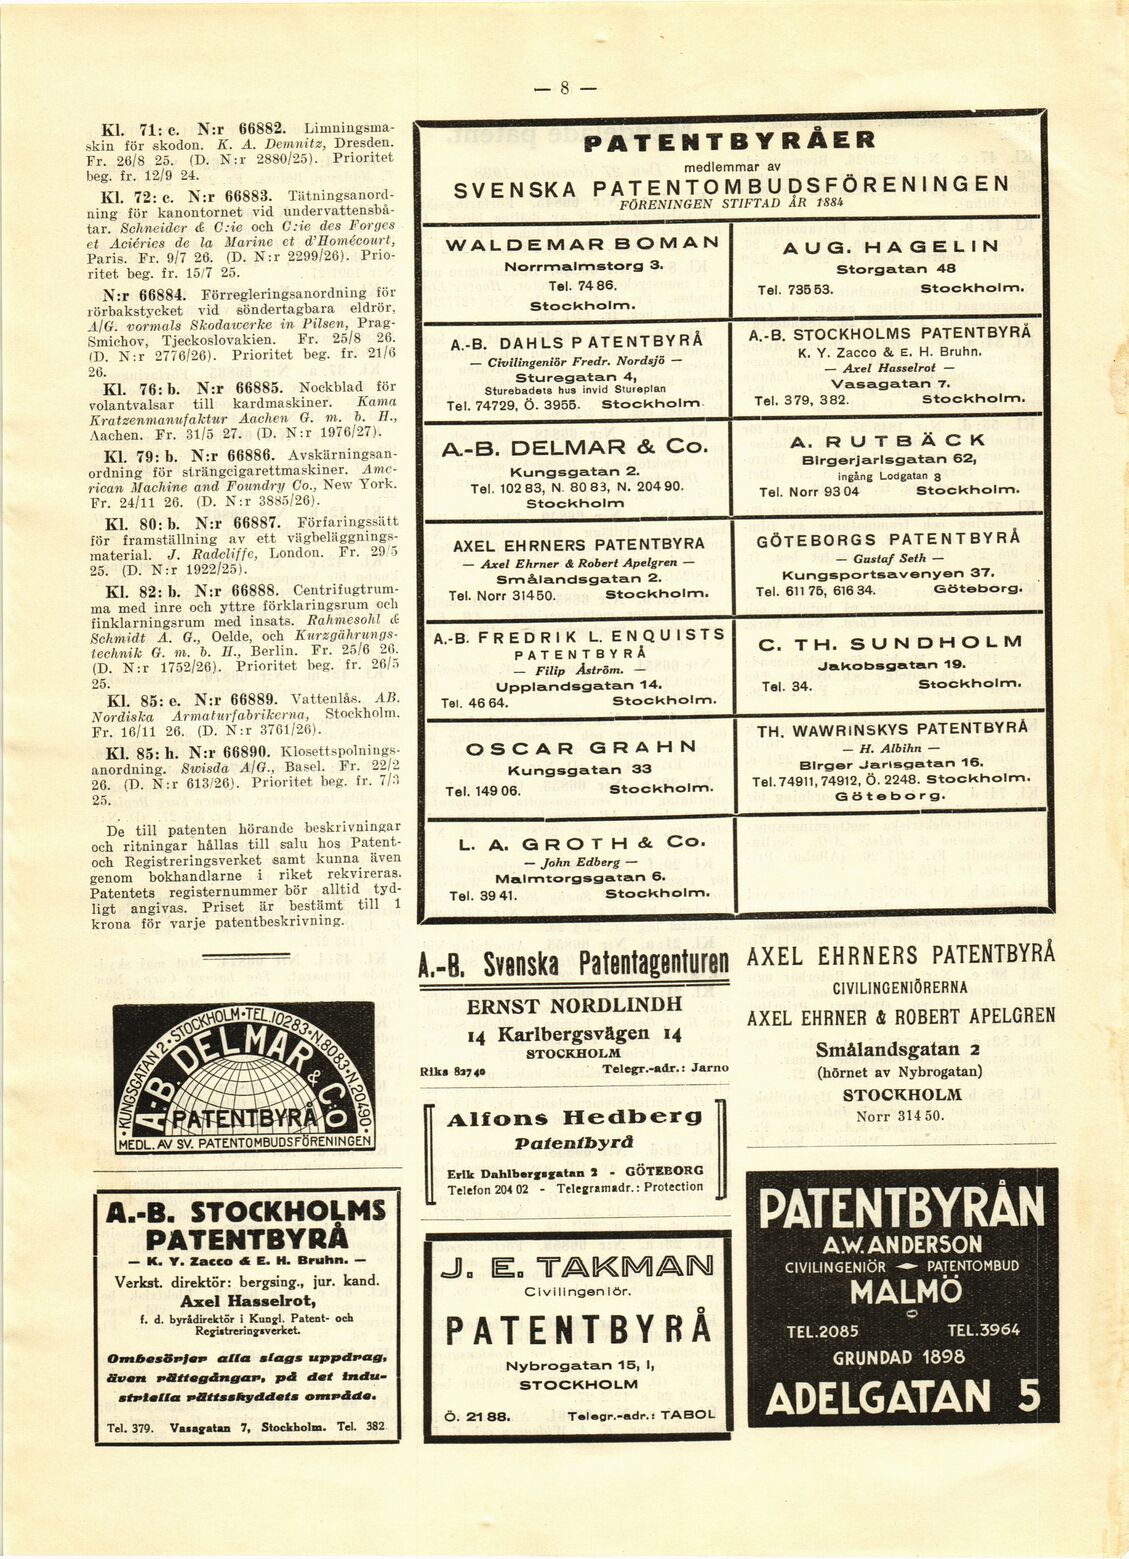 — 8 —
Kl. 71: c. N:r 66882. Limningsma-
skin för skodon. K. A. Demnitz, Dresden.
Fr. 26/8 25. (D. N:r 2880/25). Prioritet
beg. fr. 12/9 24.
Kl. 72: c. N:r 66883. Tätningsanord-
ning för kanontornet vid undervattensbå-
tar. Schneider & C:ie och C:ie des Forges
et Aciéries de la Marine et d'Homécourt,
Paris. Fr. 9/7 26. (D. N:r 2299/26). Prio-
ritet beg. fr. 15/7 25.
N:r 66884. Förregleringsanordning för
rörbakstycket vid söndertagbara eldrör,
A/G. vormals Skodawerke in Pilsen, Prag-
Smichov, Tjeckoslovakien. Fr. 25/8 26.
(D. N:r 2776/26). Prioritet beg. fr. 21/6
26.
Kl. 76: b. N:r 66885. Nockblad för
volantvalsar till kardmaskiner. Kama
Kratzenmanufaktur Aachen G. m. b. H.,
Aachen. Fr. 31/5 27. (D. N:r 1976/27).
Kl. 79: b. N:r 66886. Avskärningsan-
ordning för strängcigarettmaskiner. Ame-
rican Machine and Foundry Co., New York.
Fr. 24/11 26. (D. N:r 3885/26).
Kl. 80: b. N:r 66887. Förfaringssätt
för framställning av ett vägbeläggnings-
material. J. Radcliffe, London. Fr. 29/5
25. (D. N:r 1922/25).
Kl. 82: b. N:r 66888. Centrifugtrum-
ma med inre och yttre förklaringsrum och
finklarningsrum med insats. Rahmesohl &
Schmidt A. G., Oelde, och Kurzgährungs-
technik G. m. b. H., Berlin. Fr. 25/6 26.
(D. N:r 1752/26). Prioritet beg. fr. 26/5
25.
Kl. 85: e. N:r 66889. Vattenlås. AB.
Nordiska Armaturfabrikerna, Stockholm.
Fr. 16/11 26. (D. N:r 3761/26).
Kl. 85: h. N:r 66890. Klosettspolnings-
anordning. Swisda A/G., Basel. Fr. 22/2
26. (D. N:r 613/26). Prioritet beg. fr. 7/3
25.
De till patenten hörande beskrivningar
och ritningar hållas till salu hos Patent-
och Registreringsverket samt kunna även
genom bokhandlarne i riket rekvireras.
Patentets registernummer bör alltid tyd-
ligt angivas. Priset är bestämt till 1
krona för varje patentbeskrivning.
PATENTBYRÅER
medlemmar av
SVENSKA PATENTOMBUDSFÖRENINGEN
FÖRENINGEN STIFTAD ÅR 1884
WALDEMAR BOMAN
Norrmalmstorg 3.
Tel. 74 86.
Stockholm.
AUG. HAGELIN
Storgatan 48
Tel. 735 53. Stockholm.
A.-B. DAHLS PATENTBYRÅ
— Civilingeniör Fredr. Nordsjö —
Sturegatan 4,
Sturebadets hus invid Stureplan
Tel. 74729, Ö. 3955. Stockholm
A.-B. STOCKHOLMS PATENTBYRÅ
K. Y. Zacco & E. H. Bruhn.
— Axel Hasselrot —
Vasagatan 7.
Tel. 379, 382. Stockholm.
A.-B. DELMAR & Co.
Kungsgatan 2.
Tel. 102 83, N. 80 83, N. 204 90.
Stockholm
A. RUTBÄCK
Birgerjarlsgatan 62,
ingång Lodgatan 8
Tel. Norr 93 04 Stockholm.
AXEL EHRNERS PATENTBYRA
— Axel Ehrner & Robert Apelgren —
Smålandsgatan 2.
Tel. Norr 314 50. Stockholm.
GÖTEBORGS PATENTBYRÅ
— Gustaf Seth —
Kungsportsavenyen 37.
Tel. 611 75, 616 34. Göteborg.
A.-B. FREDRIK L. ENQUISTS
PATENTBYRÅ
— Filip Åström. —
Upplandsgatan 14.
Tel. 46 64. Stockholm.
C. TH. SUNDHOLM
Jakobsgatan 19.
Tel. 34. Stockholm.
OSCAR GRAHN
Kungsgatan 33
Tel. 149 06. Stockholm.
TH. WAWRINSKYS PATENTBYRÅ
— H. Albihn —
Birger Jarlsgatan 16.
Tel. 74911, 74912, Ö. 2248. Stockholm.
Göteborg.
L. A. GROTH & Co.
— John Edberg —
Malmtorgsgatan 6.
Tel. 39 41. Stockholm.
•KUNGSGATAN 2•STOCKHOLM•TEL.10283•N.8083•N.20490•
A-B. DELMAR & CO
PATENTBYRÅ
MEDL. AV SV. PATENTOMBUDSFÖRENINGEN
A.-B. STOCKHOLMS
PATENTBYRÅ
— K. Y. Zacco & E. H. Bruhn. —
Verkst. direktör: bergsing., jur. kand.
Axel Hasselrot,
f. d. byrådirektör i Kungl. Patent- och
Registreringsverket.
Ombesörjer alla slags uppdrag,
även rättegångar, på det indu-
striella rättsskyddets område.
Tel. 379. Vasagatan 7, Stockholm. Tel. 382
A.-B. Svenska Patentagenturen
ERNST NORDLINDH
14 Karlbergsvägen 14
STOCKHOLM
Riks 82740 Telegr.-adr.: Jarno
Alfons Hedberg
Patentbyrå
Erik Dahlbergsgatan 2 - GÖTEBORG
Telefon 204 02 - Telegramadr.: Protection
J. E. TAKMAN
Civilingeniör.
PATENTBYRÅ
Nybrogatan 15, I,
STOCKHOLM
Ö. 21 88. Telegr.-adr.: TABOL
AXEL EHRNERS PATENTBYRÅ
CIVILINGENIÖRERNA
AXEL EHRNER & ROBERT APELGREN
Smålandsgatan 2
(hörnet av Nybrogatan)
STOCKHOLM
Norr 314 50.
PATENTBYRÅN
A.W. ANDERSON
CIVILINGENIÖR — PATENTOMBUD
MALMÖ
TEL.2085 TEL.3964
GRUNDAD 1898
ADELGATAN 5